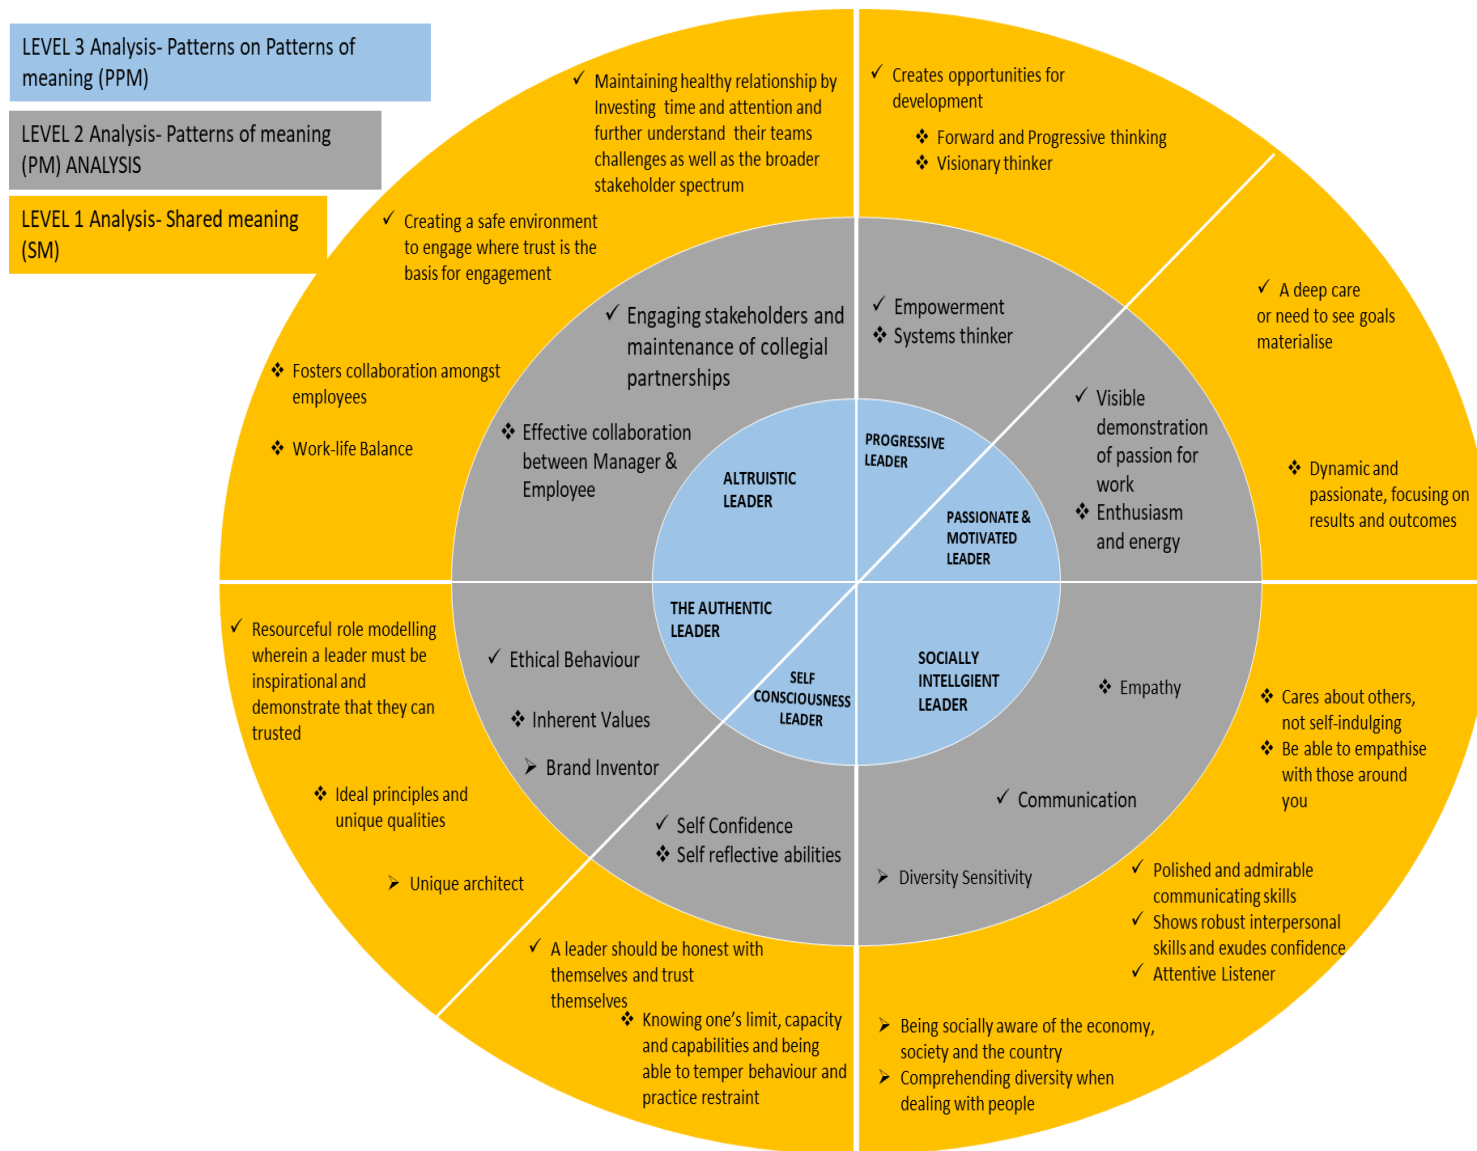 LEVEL 3 Analysis- Patterns on Patterns of
meaning (PPM)
LEVEL 2 Analysis- Patterns of meaning
(PM) ANALYSIS
LEVEL 1 Analysis- Shared meaning
(SM)
✓ Maintaining healthy relationship by
Investing time and attention and
further understand their teams
challenges as well as the broader
stakeholder spectrum
✓ Creating a safe environment
to engage where trust is the
basis for engagement
❖ Fosters collaboration amongst
employees
❖ Work-life Balance
✓ Engaging stakeholders and
maintenance of collegial
partnerships
❖ Effective collaboration
between Manager &
Employee
ALTRUISTIC
LEADER
✓ Creates opportunities for
development
❖ Forward and Progressive thinking
❖ Visionary thinker
✓ Empowerment
❖ Systems thinker
PROGRESSIVE
LEADER
✓ A deep care
or need to see goals
materialise
❖ Dynamic and
passionate, focusing on
results and outcomes
✓ Visible
demonstration
of passion for
work
❖ Enthusiasm
and energy
PASSIONATE &
MOTIVATED
LEADER
THE AUTHENTIC
LEADER
✓ Ethical Behaviour
❖ Inherent Values
➢ Brand Inventor
✓ Resourceful role modelling
wherein a leader must be
inspirational and
demonstrate that they can
trusted
❖ Ideal principles and
unique qualities
➢ Unique architect
SELF
CONSCIOUSNESS
LEADER
✓ Self Confidence
❖ Self reflective abilities
✓ A leader should be honest with
themselves and trust
themselves
❖ Knowing one's limit, capacity
and capabilities and being
able to temper behaviour and
practice restraint
SOCIALLY
INTELLGIENT
LEADER
❖ Empathy
✓ Communication
➢ Diversity Sensitivity
❖ Cares about others,
not self-indulging
❖ Be able to empathise
with those around
you
✓ Polished and admirable
communicating skills
✓ Shows robust interpersonal
skills and exudes confidence
✓ Attentive Listener
➢ Being socially aware of the economy,
society and the country
➢ Comprehending diversity when
dealing with people